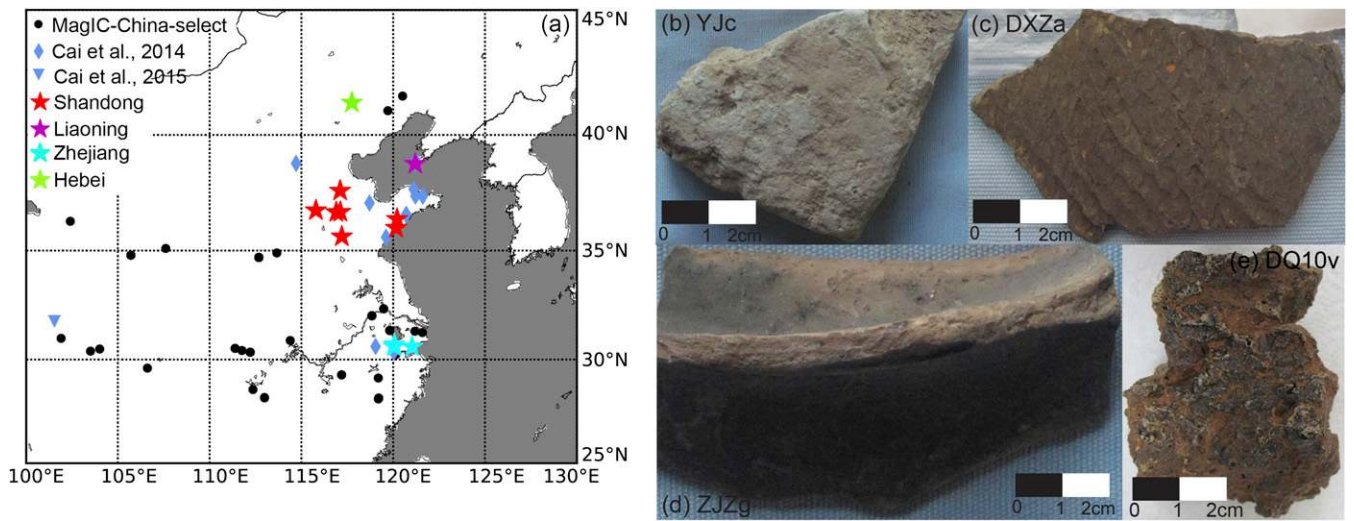 (a)
MagIC-China-select
Cai et al., 2014
Cai et al., 2015
Shandong
Liaoning
Zhejiang
Hebei
45°N
40°N
35°N
30°N
25°N
100°E 105°E 110°E 115°E 120°E 125°E 130°E
(b) YJc
0 1 2cm
(c) DXZa
0 1 2cm
(d) ZJZg
0 1 2cm
(e) DQ10v
0 1 2cm